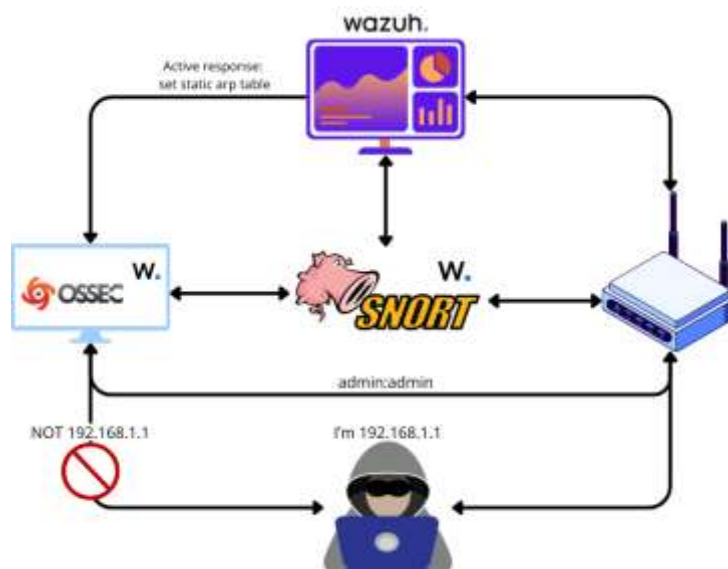 wazuh.
Active response:
set static arp table
OSSEC
W.
W.
SNORT
admin:admin
NOT 192.168.1.1
I'm 192.168.1.1